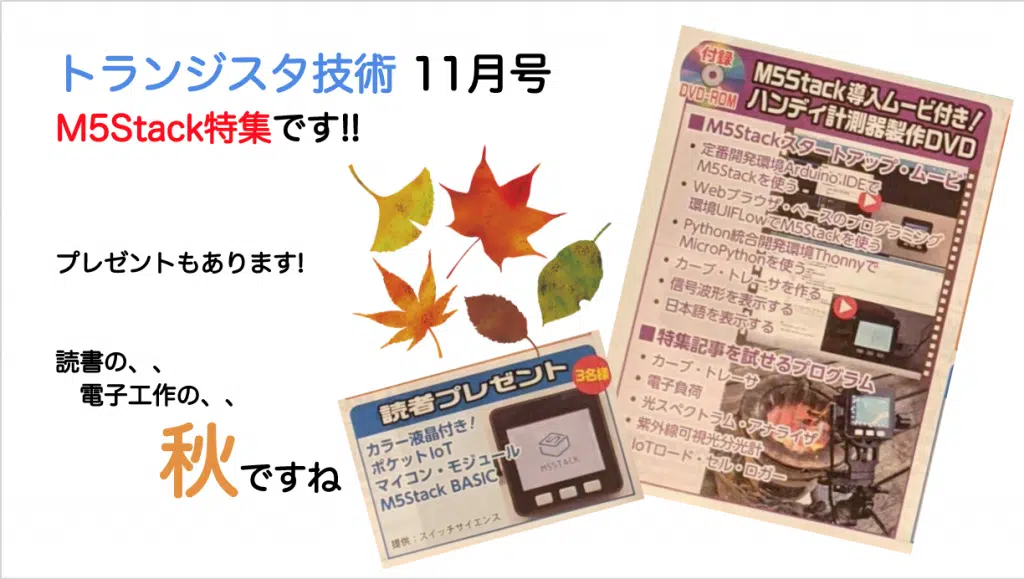 トランジスタ技術 11月号
M5Stack特集です!!
プレゼントもあります!
読書の、、
電子工作の、、
秋ですね
読者プレゼント
3名様
カラー液晶付き!
ポケットIoT
マイコン・モジュール
M5Stack BASIC
M5STACK
提供:スイッチサイエンス
付録
DVD-ROM
M5Stack導入ムービ付き!
ハンディ計測器製作DVD
■M5Stackスタートアップ・ムービ
• 定番開発環境Arduino IDEで
M5Stackを使う
• Webブラウザ・ベースのプログラミング
環境UIFlowでM5Stackを使う
• Python統合開発環境Thonnyで
MicroPythonを使う
• カーブ・トレーサを作る
• 信号波形を表示する
• 日本語を表示する
■特集記事を試せるプログラム
• カーブ・トレーサ
• 電子負荷
• 光スペクトラム・アナライザ
• 紫外線可視光分光計
• IoTロード・セル・ロガー